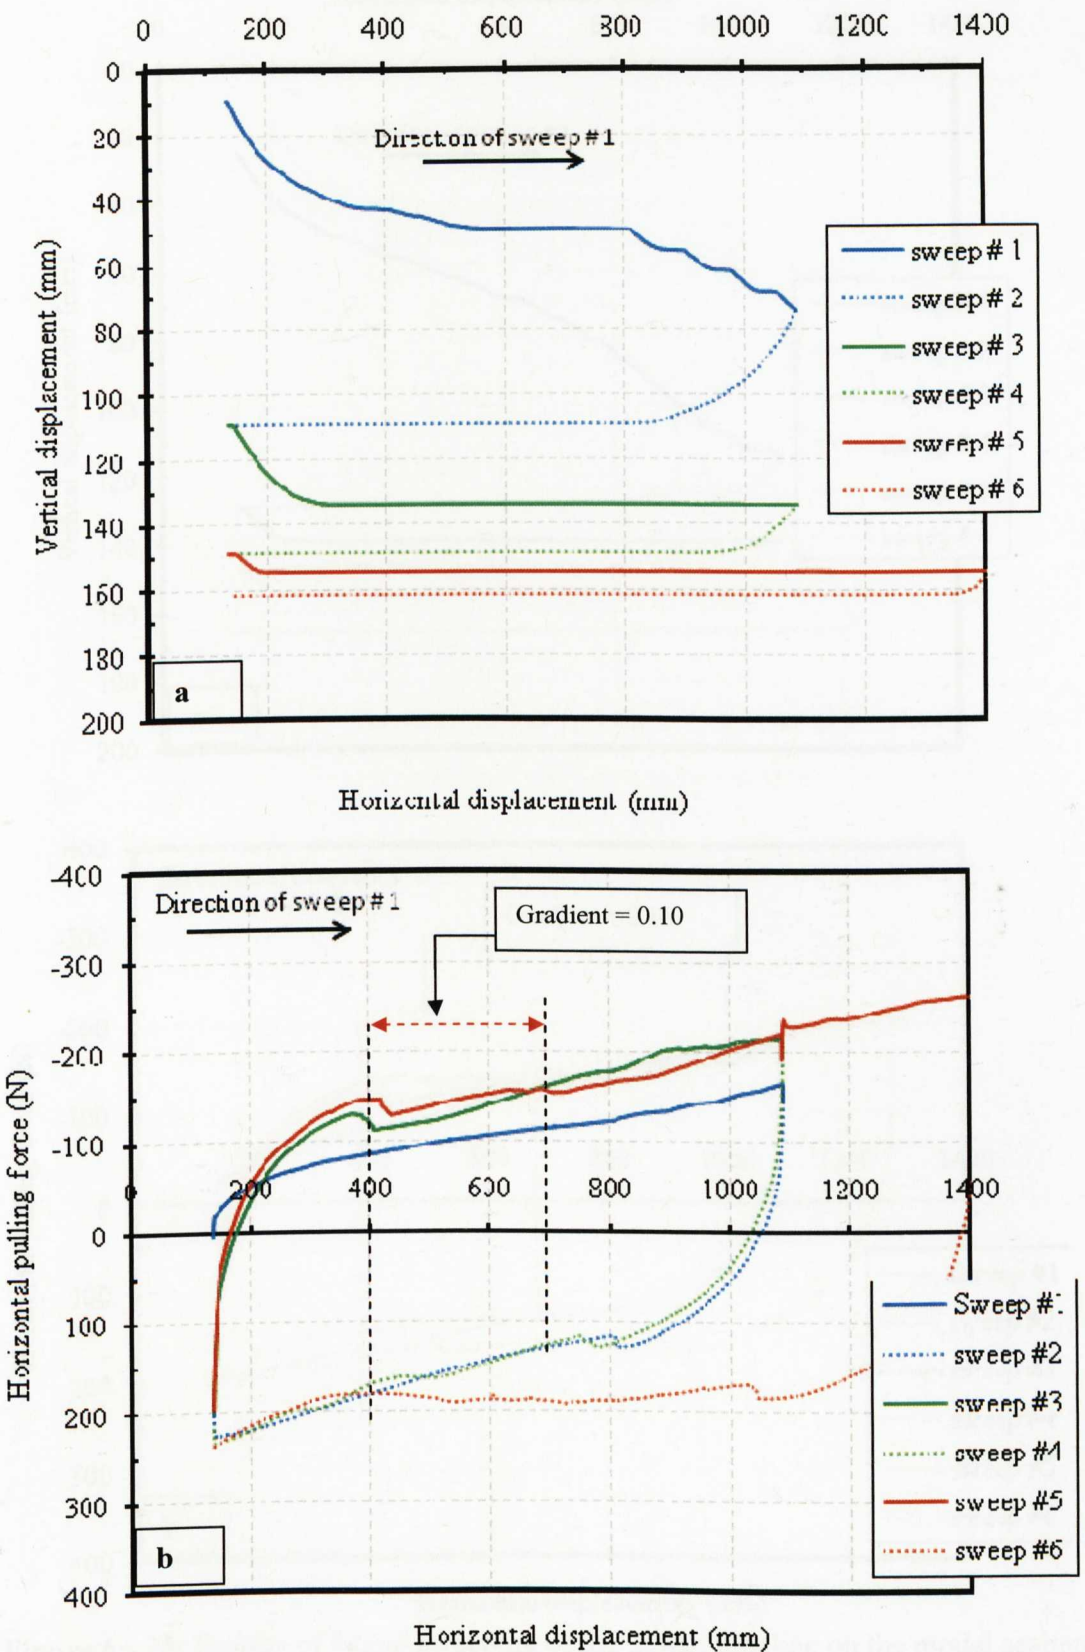 0 200 400 600 800 1000 1200 1400
0
20
40
60
80
100
120
140
160
180
200
Vertical displacement (mm)
Direction of sweep #1
sweep # 1
sweep # 2
sweep # 3
sweep # 4
sweep # 5
sweep # 6
a
Horizontal displacement (mm)
-400
-300
-200
-100
0
100
200
300
400
Horizontal pulling force (N)
Direction of sweep #1
Gradient = 0.10
0 200 400 600 800 1000 1200 1400
Sweep #1
sweep #2
sweep #3
sweep #4
sweep #5
sweep #6
b
Horizontal displacement (mm)